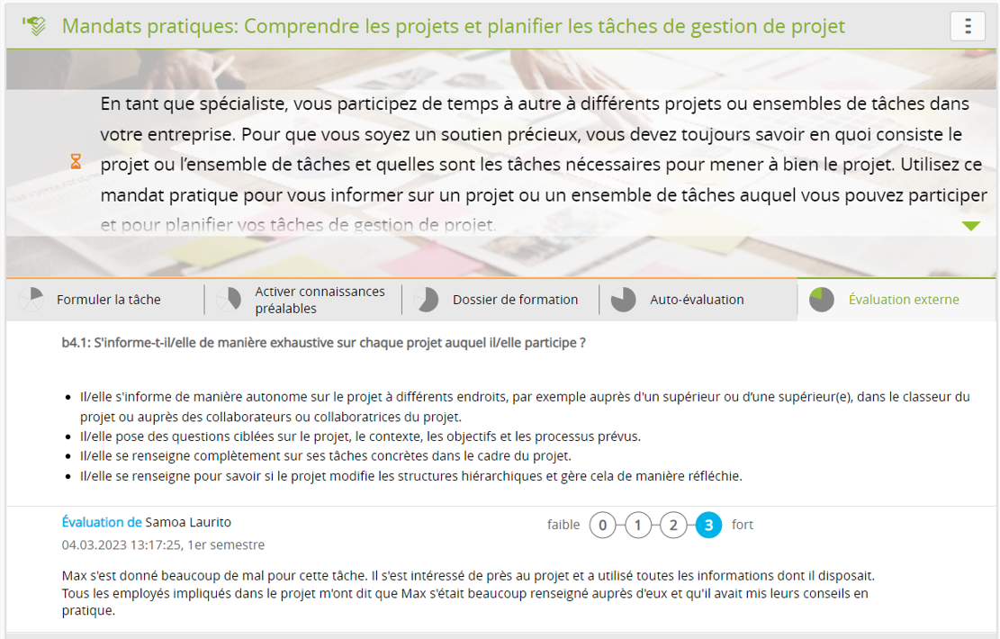 Mandats pratiques: Comprendre les projets et planifier les tâches de gestion de projet
En tant que spécialiste, vous participez de temps à autre à différents projets ou ensembles de tâches dans
votre entreprise. Pour que vous soyez un soutien précieux, vous devez toujours savoir en quoi consiste le
projet ou l’ensemble de tâches et quelles sont les tâches nécessaires pour mener à bien le projet. Utilisez ce
mandat pratique pour vous informer sur un projet ou un ensemble de tâches auquel vous pouvez participer
et pour planifier vos tâches de gestion de projet.
Formuler la tâche
Activer connaissances
préalables
Dossier de formation
Auto-évaluation
Évaluation externe
b4.1: S'informe-t-il/elle de manière exhaustive sur chaque projet auquel il/elle participe ?
• Il/elle s'informe de manière autonome sur le projet à différents endroits, par exemple auprès d'un supérieur ou d’une supérieur(e), dans le classeur du
projet ou auprès des collaborateurs ou collaboratrices du projet.
• Il/elle pose des questions ciblées sur le projet, le contexte, les objectifs et les processus prévus.
• Il/elle se renseigne complètement sur ses tâches concrètes dans le cadre du projet.
• Il/elle se renseigne pour savoir si le projet modifie les structures hiérarchiques et gère cela de manière réfléchie.
Évaluation de Samoa Laurito
faible 0 1 2 3 fort
04.03.2023 13:17:25, 1er semestre
Max s'est donné beaucoup de mal pour cette tâche. Il s'est intéressé de près au projet et a utilisé toutes les informations dont il disposait.
Tous les employés impliqués dans le projet m'ont dit que Max s'était beaucoup renseigné auprès d'eux et qu'il avait mis leurs conseils en
pratique.